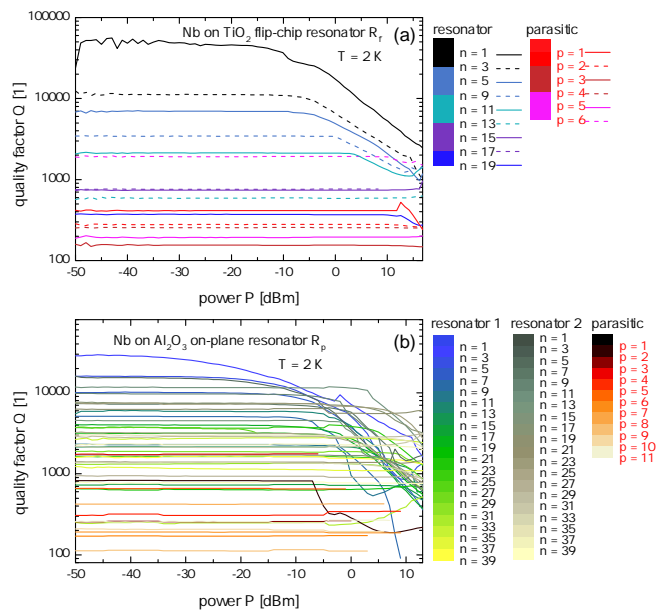 Nb on TiO2 flip-chip resonator Rf (a)
T = 2 K
quality factor Q [1]
100000
10000
1000
100
-50 -40 -30 -20 -10 0 10
power P [dBm]
resonator
n = 1
n = 3
n = 5
n = 9
n = 11
n = 13
n = 15
n = 17
n = 19
parasitic
p = 1
p = 2
p = 3
p = 4
p = 5
p = 6
Nb on Al2O3 on-plane resonator Rp (b)
T = 2 K
quality factor Q [1]
10000
1000
100
-50 -40 -30 -20 -10 0 10
power P [dBm]
resonator 1
n = 1
n = 3
n = 5
n = 7
n = 9
n = 11
n = 13
n = 15
n = 17
n = 19
n = 21
n = 23
n = 25
n = 27
n = 29
n = 31
n = 33
n = 35
n = 37
n = 39
resonator 2
n = 1
n = 3
n = 5
n = 7
n = 9
n = 11
n = 13
n = 15
n = 17
n = 19
n = 21
n = 23
n = 25
n = 27
n = 29
n = 31
n = 33
n = 35
n = 37
n = 39
parasitic
p = 1
p = 2
p = 3
p = 4
p = 5
p = 6
p = 7
p = 8
p = 9
p = 10
p = 11